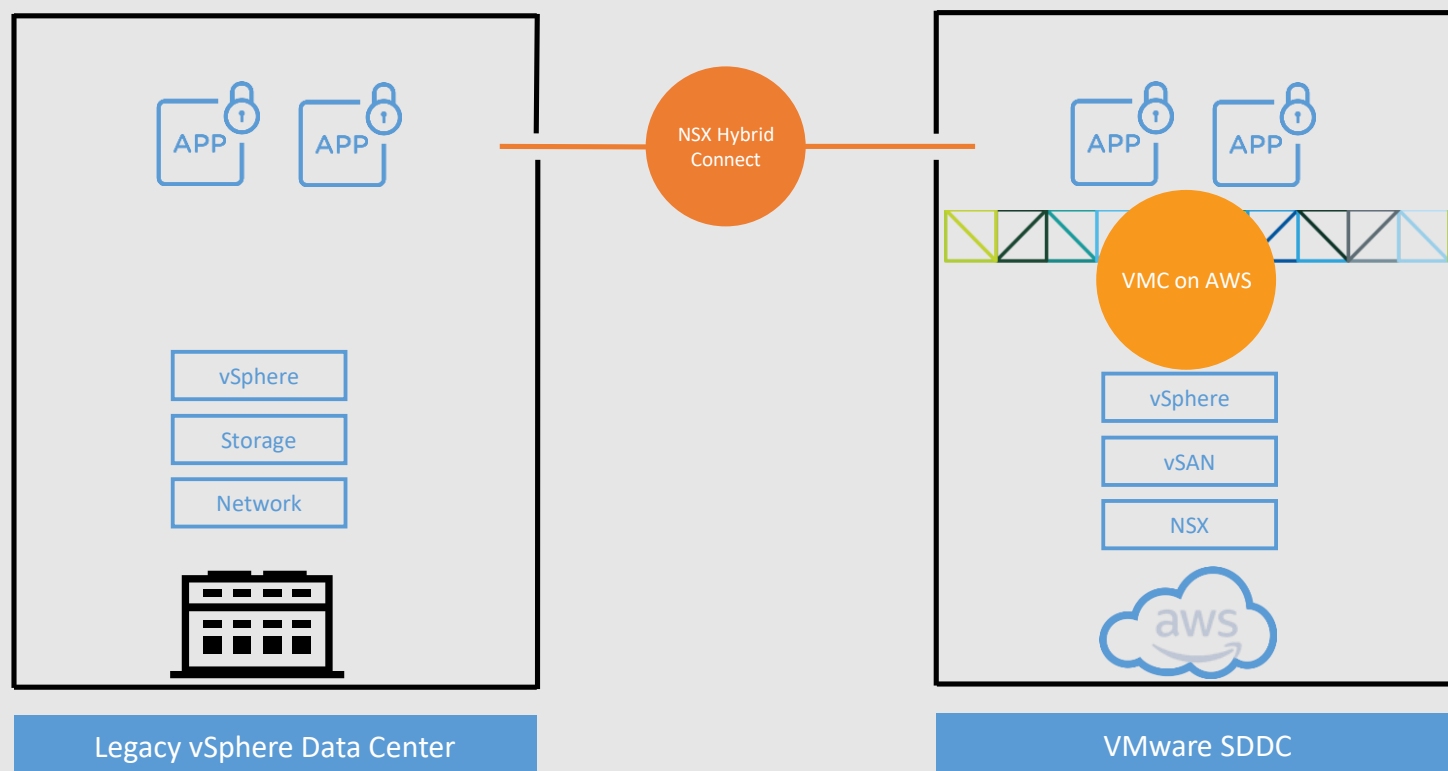 APP
APP
NSX Hybrid
Connect
APP
APP
VMC on AWS
vSphere
Storage
Network
vSphere
vSAN
NSX
aws
Legacy vSphere Data Center
VMware SDDC